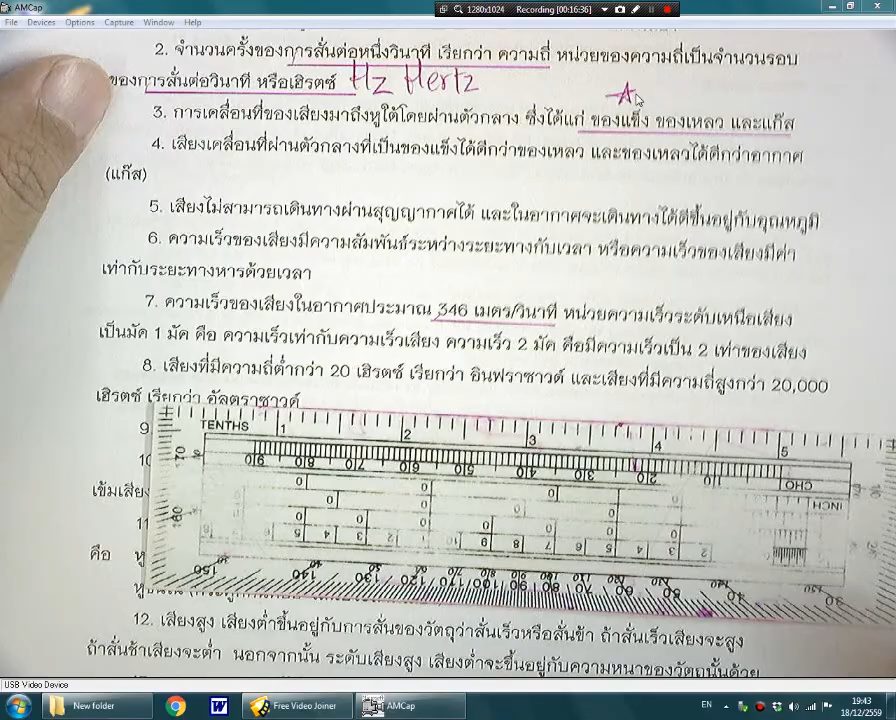 AMCap
1280x1024 Recording [00:16:36]
File Devices Options Capture Window Help
2. จำนวนครั้งของการสั่นต่อหนึ่งวินาที เรียกว่า ความถี่ หน่วยของความถี่เป็นจำนวนรอบ
ของการสั่นต่อวินาที หรือเฮิรตซ์ Hz Hertz
3. การเคลื่อนที่ของเสียงมาถึงหูได้โดยผ่านตัวกลาง ซึ่งได้แก่ ของแข็ง ของเหลว และแก๊ส
4. เสียงเคลื่อนที่ผ่านตัวกลางที่เป็นของแข็งได้ดีกว่าของเหลว และของเหลวได้ดีกว่าอากาศ
(แก๊ส)
5. เสียงไม่สามารถเดินทางผ่านสุญญากาศได้ และในอากาศจะเดินทางได้ดีขึ้นอยู่กับอุณหภูมิ
6. ความเร็วของเสียงมีความสัมพันธ์ระหว่างระยะทางกับเวลา หรือความเร็วของเสียงมีค่า
เท่ากับระยะทางหารด้วยเวลา
7. ความเร็วของเสียงในอากาศประมาณ 346 เมตร/วินาที หน่วยความเร็วระดับเหนือเสียง
เป็นมัค 1 มัค คือ ความเร็วเท่ากับความเร็วเสียง ความเร็ว 2 มัค คือมีความเร็วเป็น 2 เท่าของเสียง
8. เสียงที่มีความถี่ต่ำกว่า 20 เฮิรตซ์ เรียกว่า อินฟราซาวด์ และเสียงที่มีความถี่สูงกว่า 20,000
เฮิรตซ์ เรียกว่า อัลตราซาวด์
TENTHS 1 2 3 4 5
90 80 70 60 50 40 30 20 10 CHO
INCH
เข้มเสียง
คือ
150 140 130 120 110 100 90 80 70 60 50 40 30
12. เสียงสูง เสียงต่ำขึ้นอยู่กับการสั่นของวัตถุว่าสั่นเร็วหรือสั่นช้า ถ้าสั่นเร็วเสียงจะสูง
ถ้าสั่นช้าเสียงจะต่ำ นอกจากนั้น ระดับเสียงสูง เสียงต่ำจะขึ้นอยู่กับความหนาของวัตถุนั้นด้วย
USB Video Device
New folder Free Video Joiner AMCap EN 19:43
18/12/2559